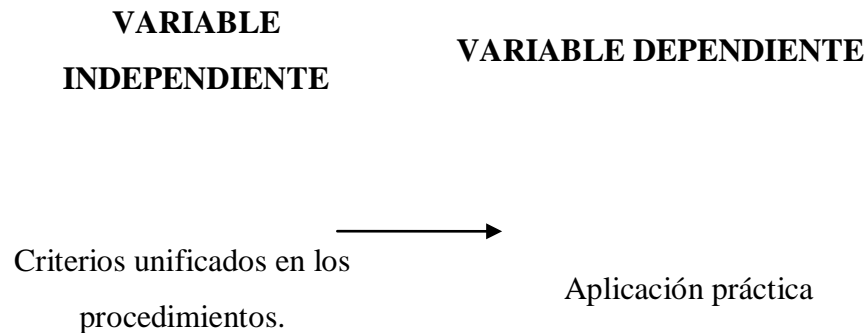 VARIABLE
INDEPENDIENTE
VARIABLE DEPENDIENTE
Criterios unificados en los
procedimientos.
Aplicación práctica